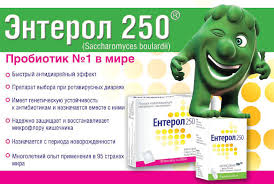 Энтерол 250®
(Saccharomyces boulardii)
Пробиотик №1 в мире
Быстрый антидиарейный эффект
Препарат выбора при ротавирусных диареях
Имеет генетическую устойчивость
к антибиотикам и назначается вместе с ними
Надежно защищает и восстанавливает
микрофлору кишечника
Назначается с периода новорожденности
Многолетний опыт применения в 95 странах
мира
Ентерол 250
Ентерол 250